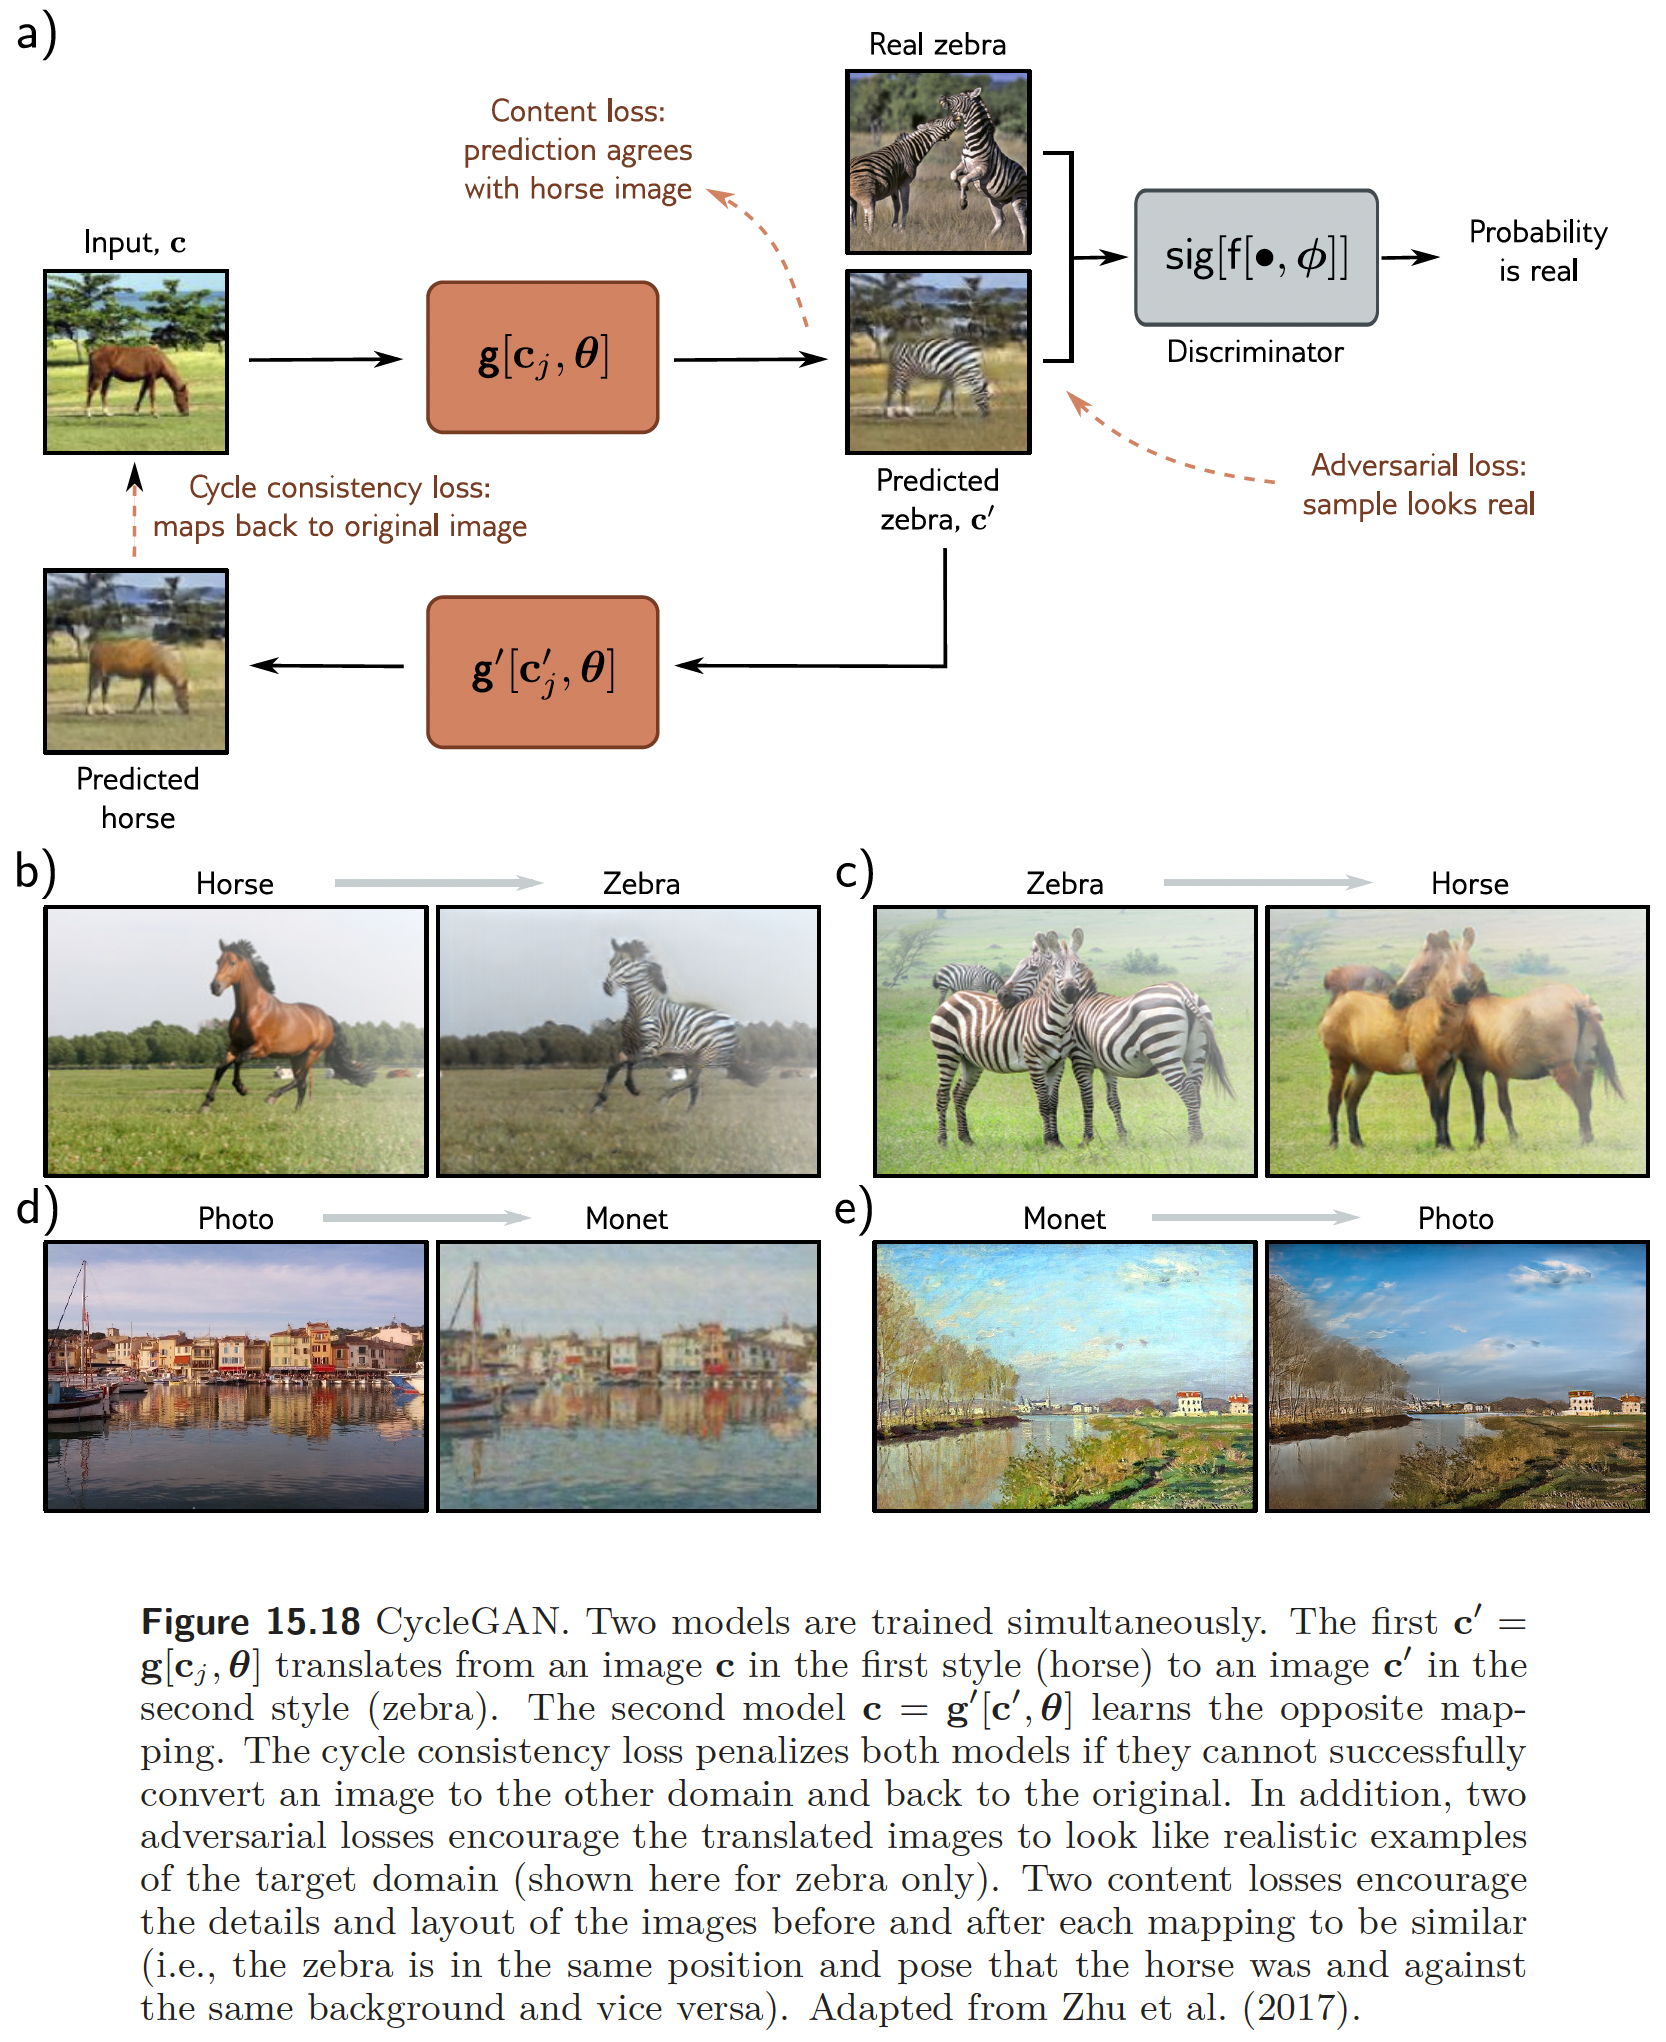 a)
Real zebra
Content loss:
prediction agrees
with horse image
Input, c
g[c_j, θ]
sig[f[•, ϕ]]
Probability
is real
Discriminator
Cycle consistency loss:
maps back to original image
Predicted
zebra, c′
Adversarial loss:
sample looks real
g′[c′_j, θ]
Predicted
horse
b)
Horse
Zebra
c)
Zebra
Horse
d)
Photo
Monet
e)
Monet
Photo
Figure 15.18 CycleGAN. Two models are trained simultaneously. The first c′ =
g[c_j, θ] translates from an image c in the first style (horse) to an image c′ in the
second style (zebra). The second model c = g′[c′, θ] learns the opposite map-
ping. The cycle consistency loss penalizes both models if they cannot successfully
convert an image to the other domain and back to the original. In addition, two
adversarial losses encourage the translated images to look like realistic examples
of the target domain (shown here for zebra only). Two content losses encourage
the details and layout of the images before and after each mapping to be similar
(i.e., the zebra is in the same position and pose that the horse was and against
the same background and vice versa). Adapted from Zhu et al. (2017).